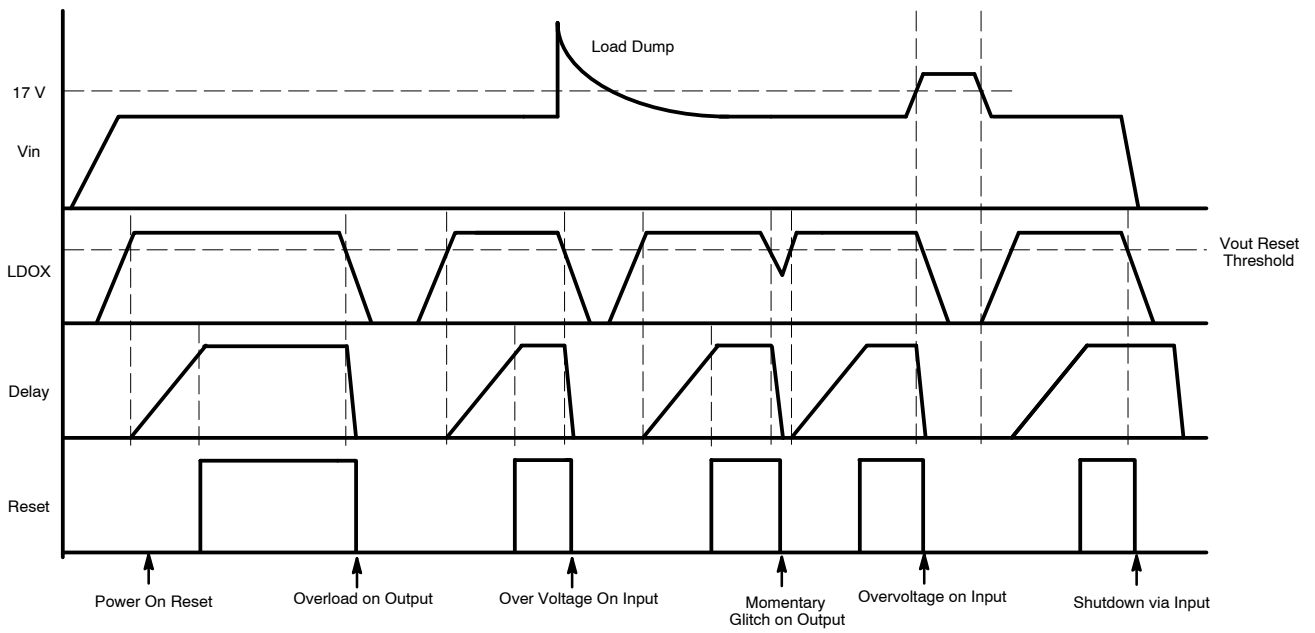 Load Dump
17 V
Vin
LDOX
Vout Reset
Threshold
Delay
Reset
Power On Reset
Overload on Output
Over Voltage On Input
Momentary
Glitch on Output
Overvoltage on Input
Shutdown via Input